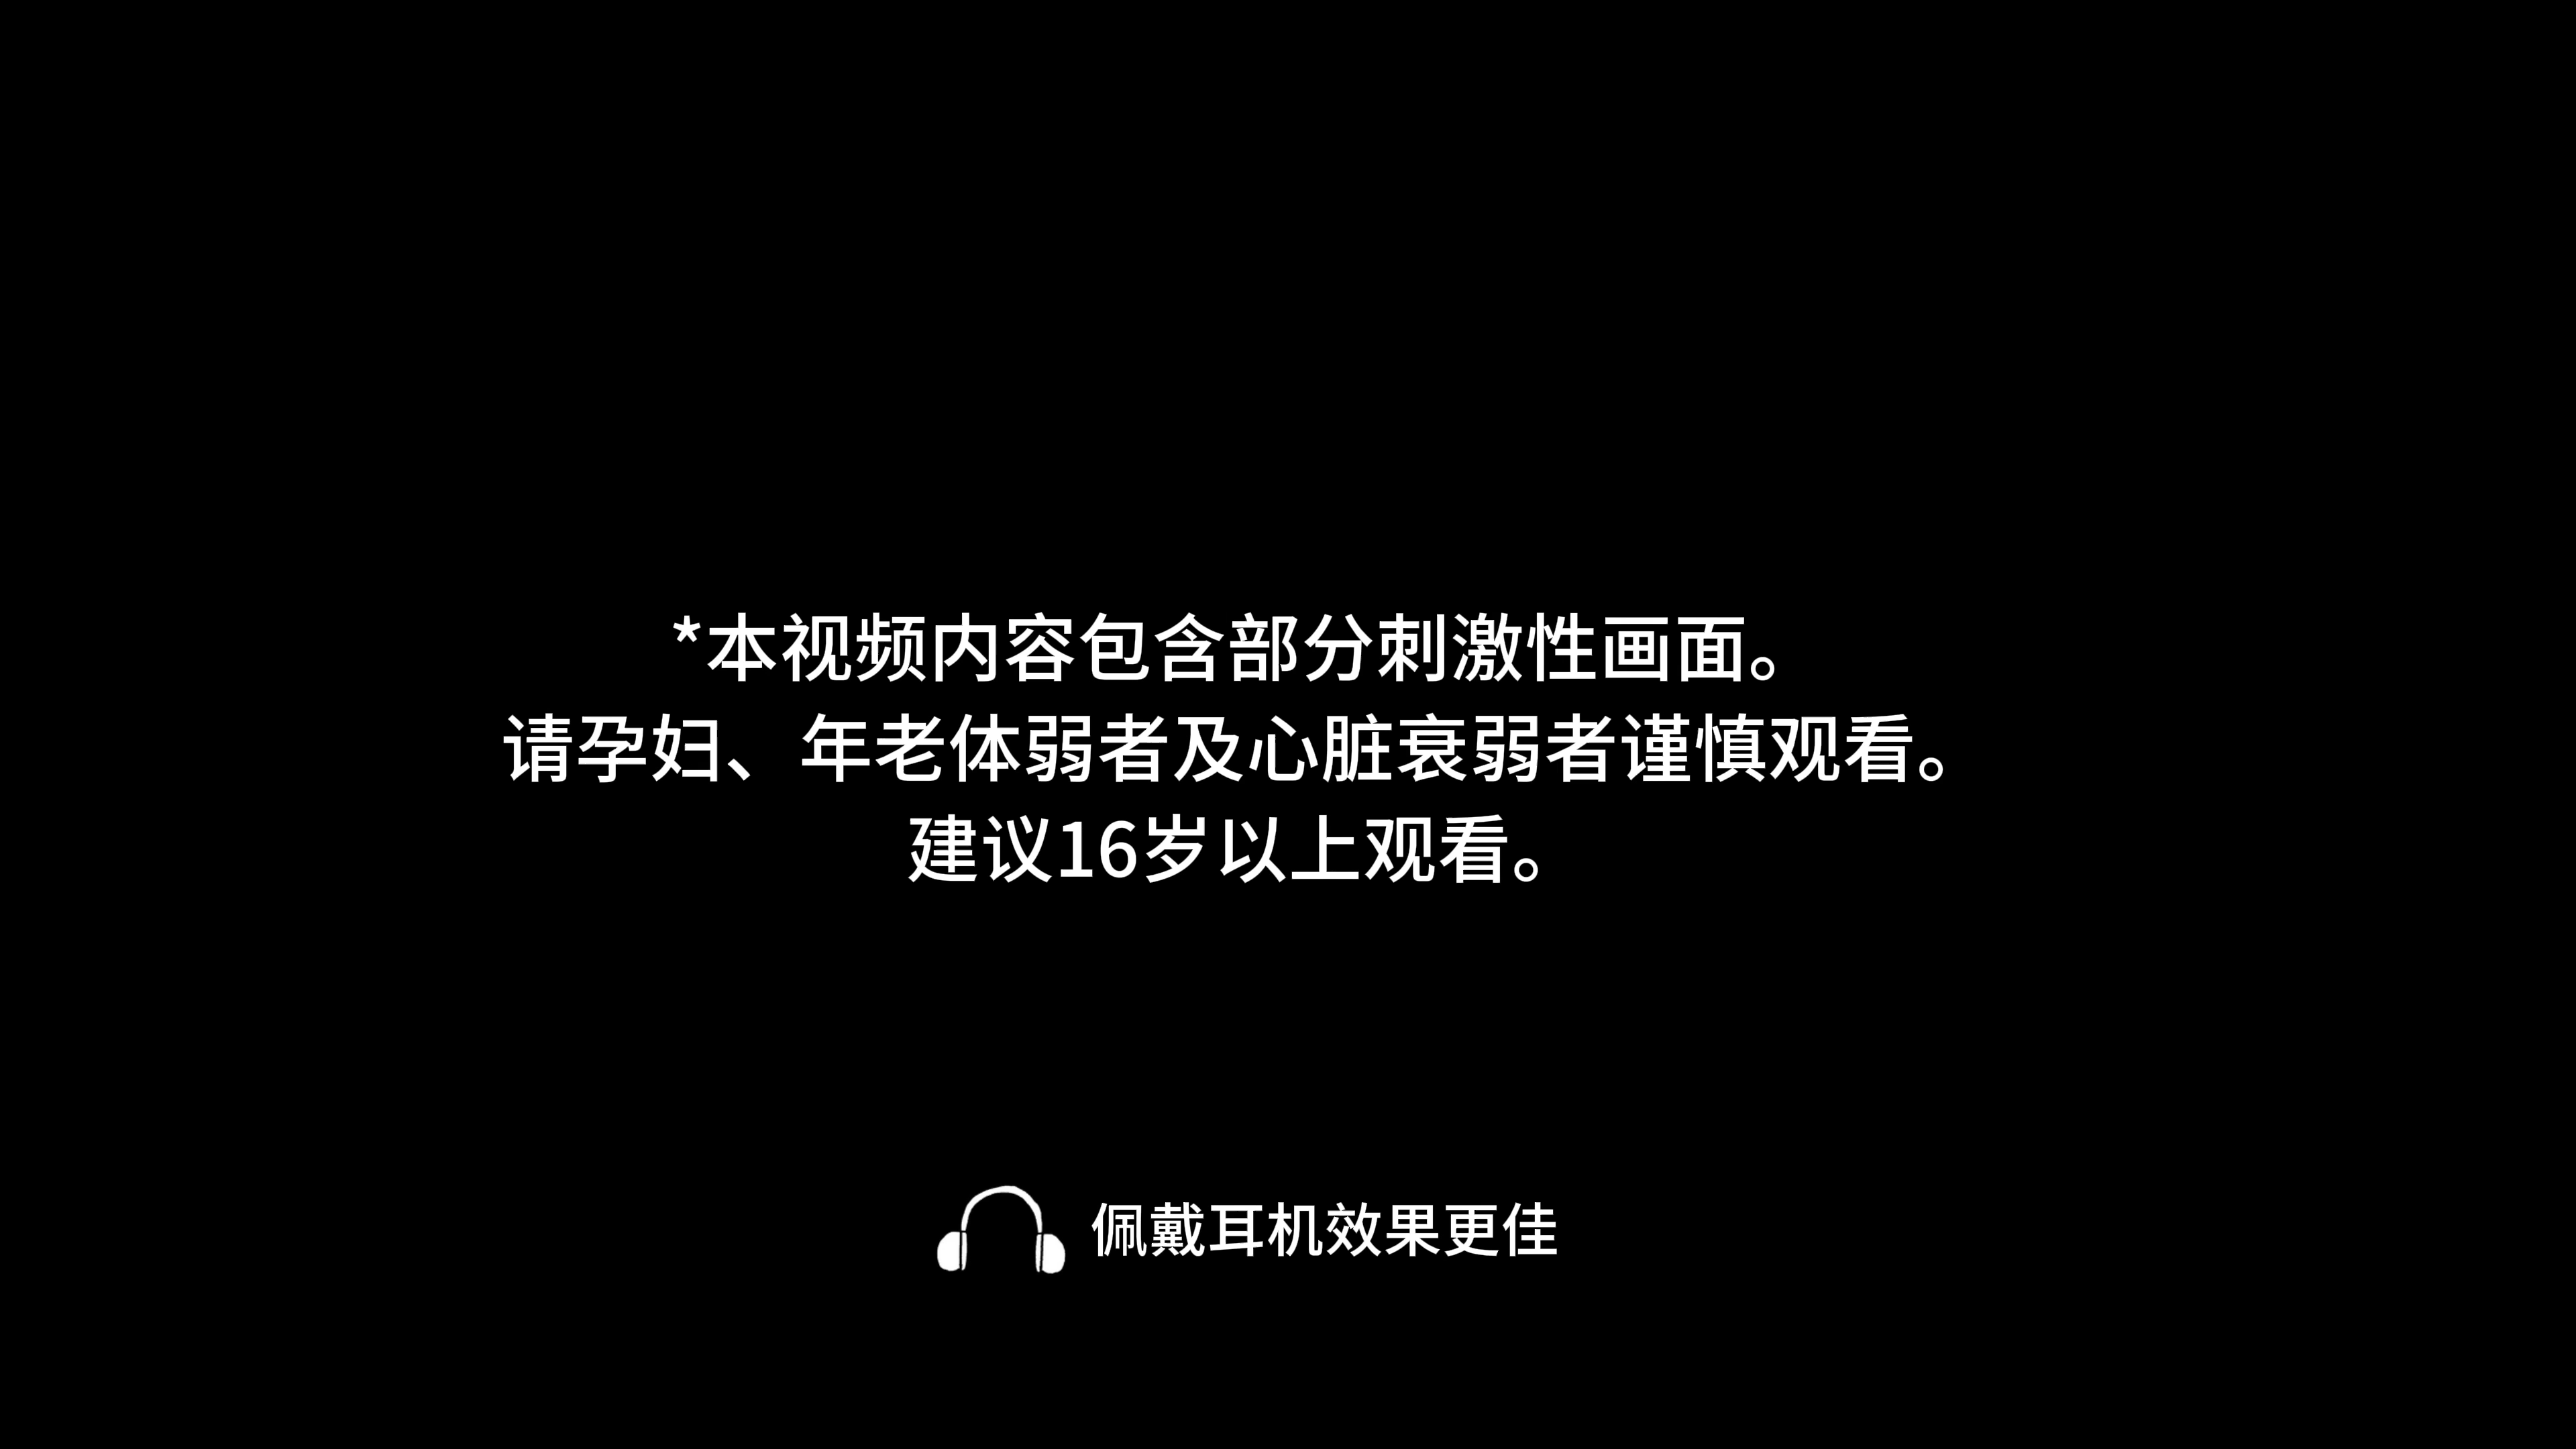 *本视频内容包含部分刺激性画面。
请孕妇、年老体弱者及心脏衰弱者谨慎观看。
建议16岁以上观看。
佩戴耳机效果更佳